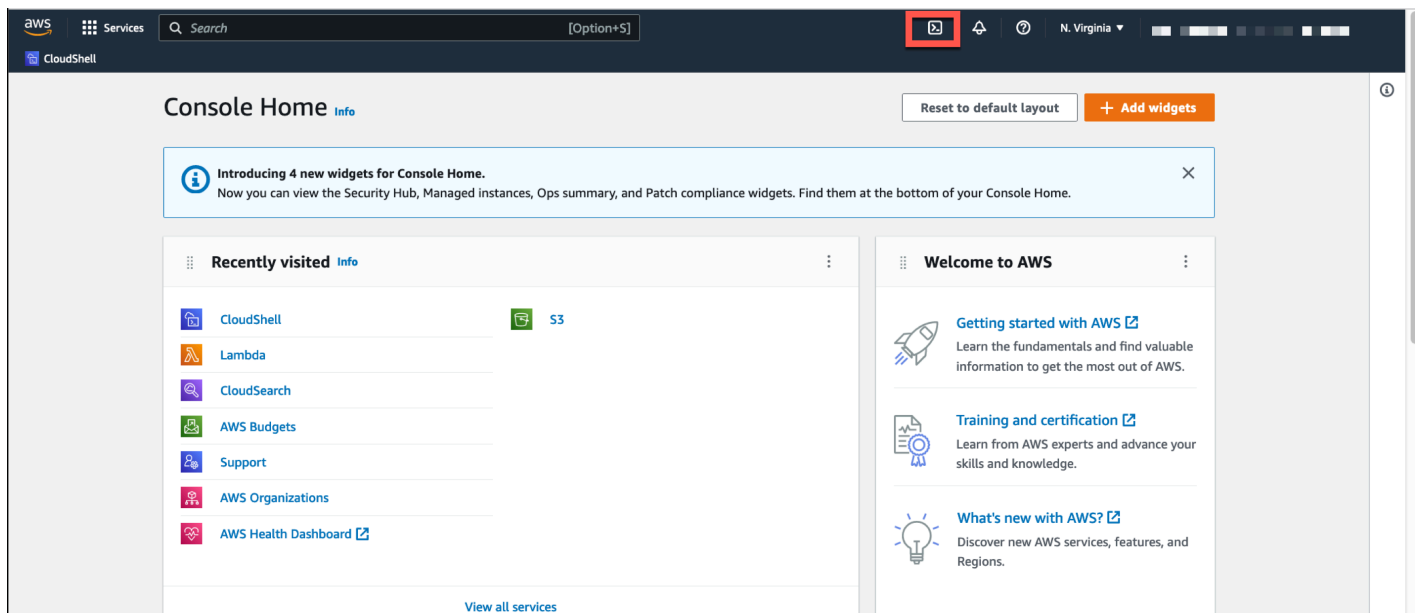 aws Services Search [Option+S] N. Virginia
CloudShell
Console Home Info
Reset to default layout
Add widgets
Introducing 4 new widgets for Console Home.
Now you can view the Security Hub, Managed instances, Ops summary, and Patch compliance widgets. Find them at the bottom of your Console Home.
Recently visited Info
CloudShell
Lambda
CloudSearch
AWS Budgets
Support
AWS Organizations
AWS Health Dashboard
S3
View all services
Welcome to AWS
Getting started with AWS
Learn the fundamentals and find valuable
information to get the most out of AWS.
Training and certification
Learn from AWS experts and advance your
skills and knowledge.
What's new with AWS?
Discover new AWS services, features, and
Regions.